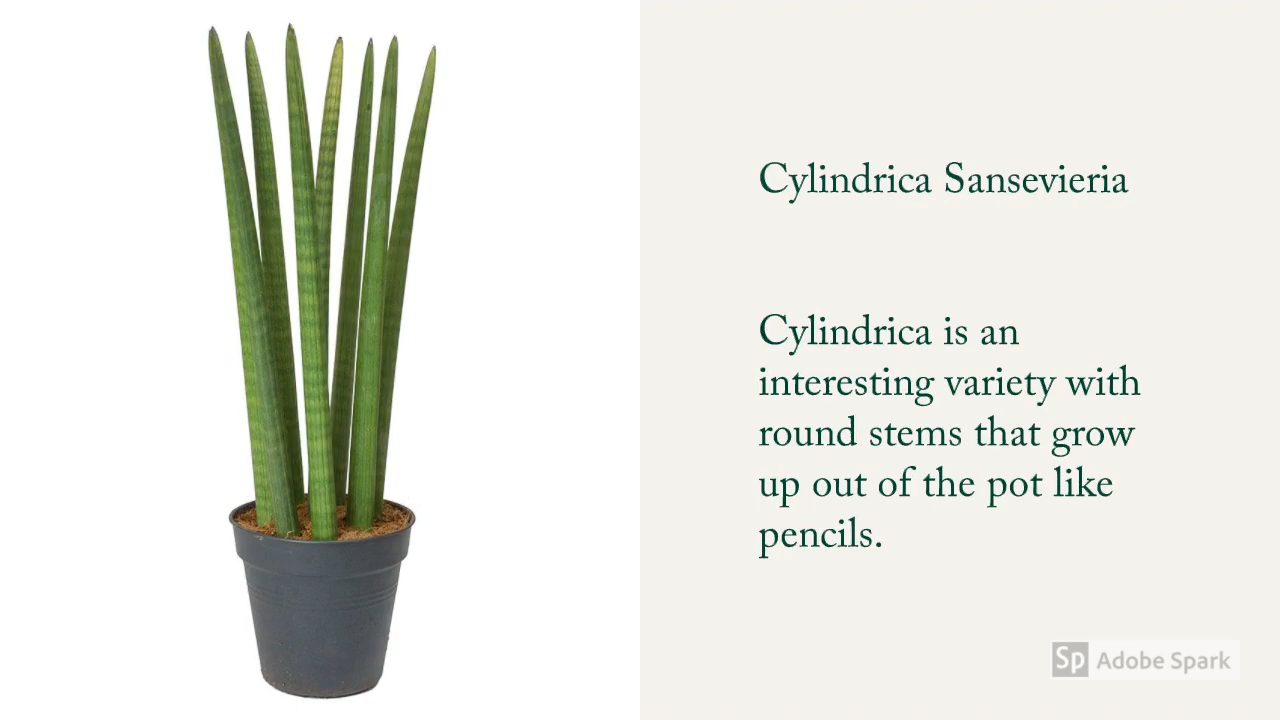 Cylindrica Sansevieria
Cylindrica is an
interesting variety with
round stems that grow
up out of the pot like
pencils.
Sp Adobe Spark